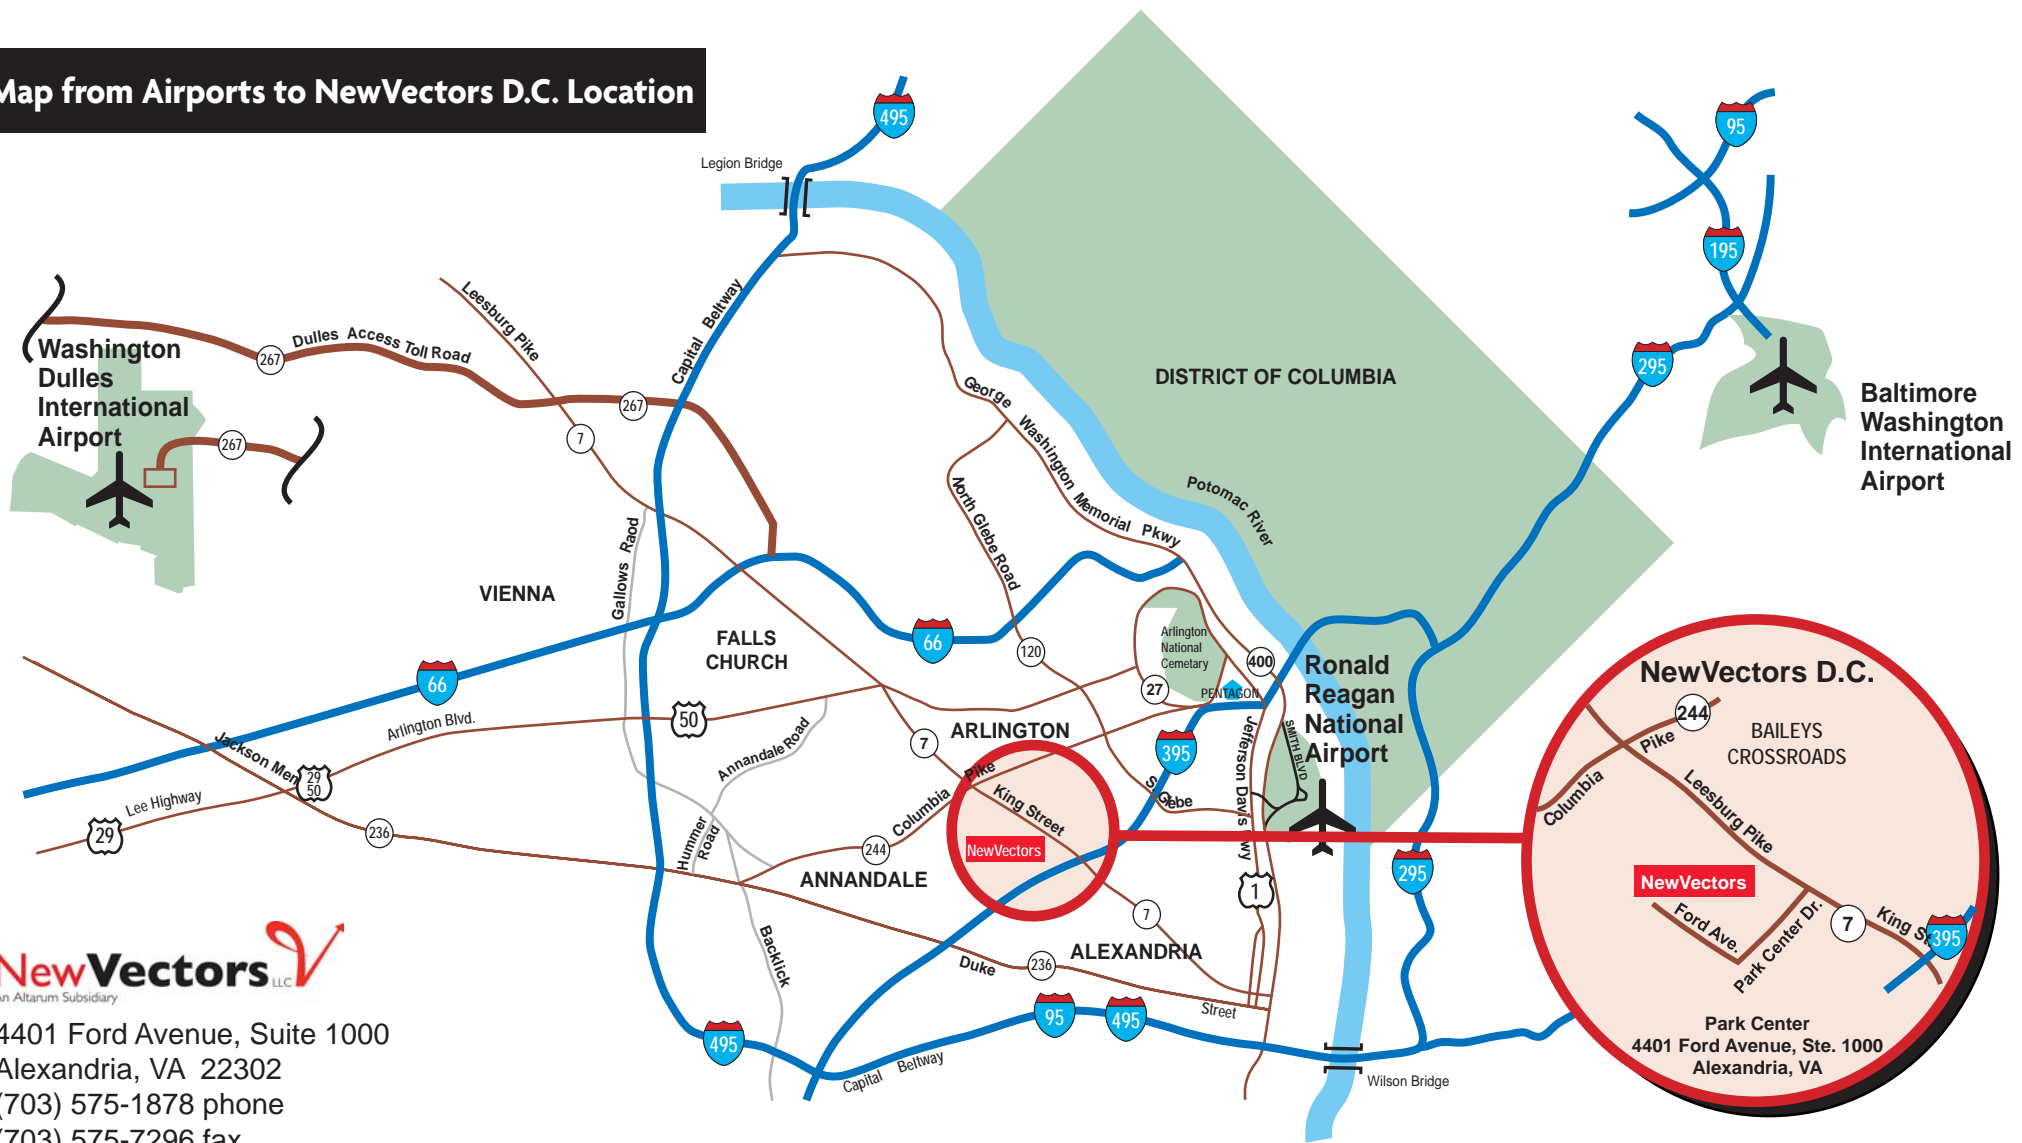 Map from Airports to NewVectors D.C. Location
495
Legion Bridge
95
195
295
Baltimore
Washington
International
Airport
DISTRICT OF COLUMBIA
Potomac River
Capital Beltway
Leesburg Pike
Dulles Access Toll Road
267
267
267
7
Washington
Dulles
International
Airport
George Washington Memorial Pkwy
North Glebe Road
Gallows Raod
VIENNA
FALLS
CHURCH
66
66
120
Arlington
National
Cemetary
400
27
PENTAGON
Ronald
Reagan
National
Airport
SMITH BLVD
Jefferson Davis Hwy
Jackson Mem
Arlington Blvd.
50
29
50
Lee Highway
29
236
Annandale Road
Hummer
Road
7
ARLINGTON
395
S. Glebe
Columbia Pike
King Street
NewVectors
244
ANNANDALE
Backlick
7
ALEXANDRIA
1
295
Duke
236
Street
95
495
495
Capital Beltway
Wilson Bridge
NewVectors D.C.
244
Columbia Pike
BAILEYS
CROSSROADS
Leesburg Pike
NewVectors
Ford Ave.
Park Center Dr.
7
King St.
395
Park Center
4401 Ford Avenue, Ste. 1000
Alexandria, VA
NewVectors LLC
An Altarum Subsidiary
4401 Ford Avenue, Suite 1000
Alexandria, VA 22302
(703) 575-1878 phone
(703) 575-7296 fax